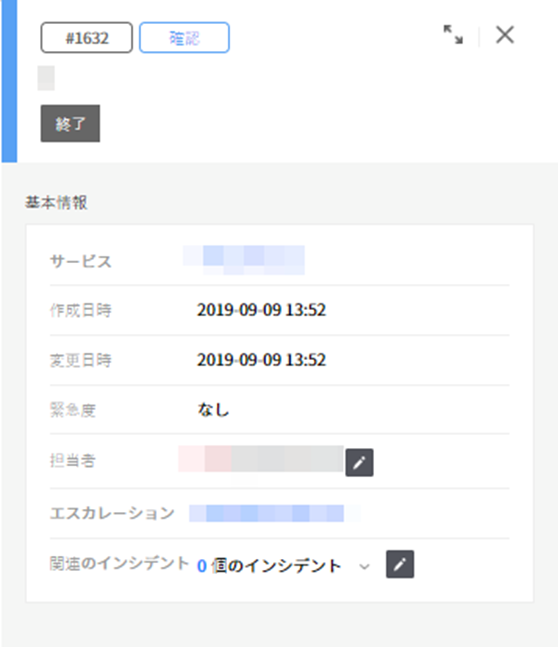 #1632 確認
終了
基本情報
サービス
作成日時 2019-09-09 13:52
変更日時 2019-09-09 13:52
緊急度 なし
担当者
エスカレーション
関連のインシデント 0 個のインシデント